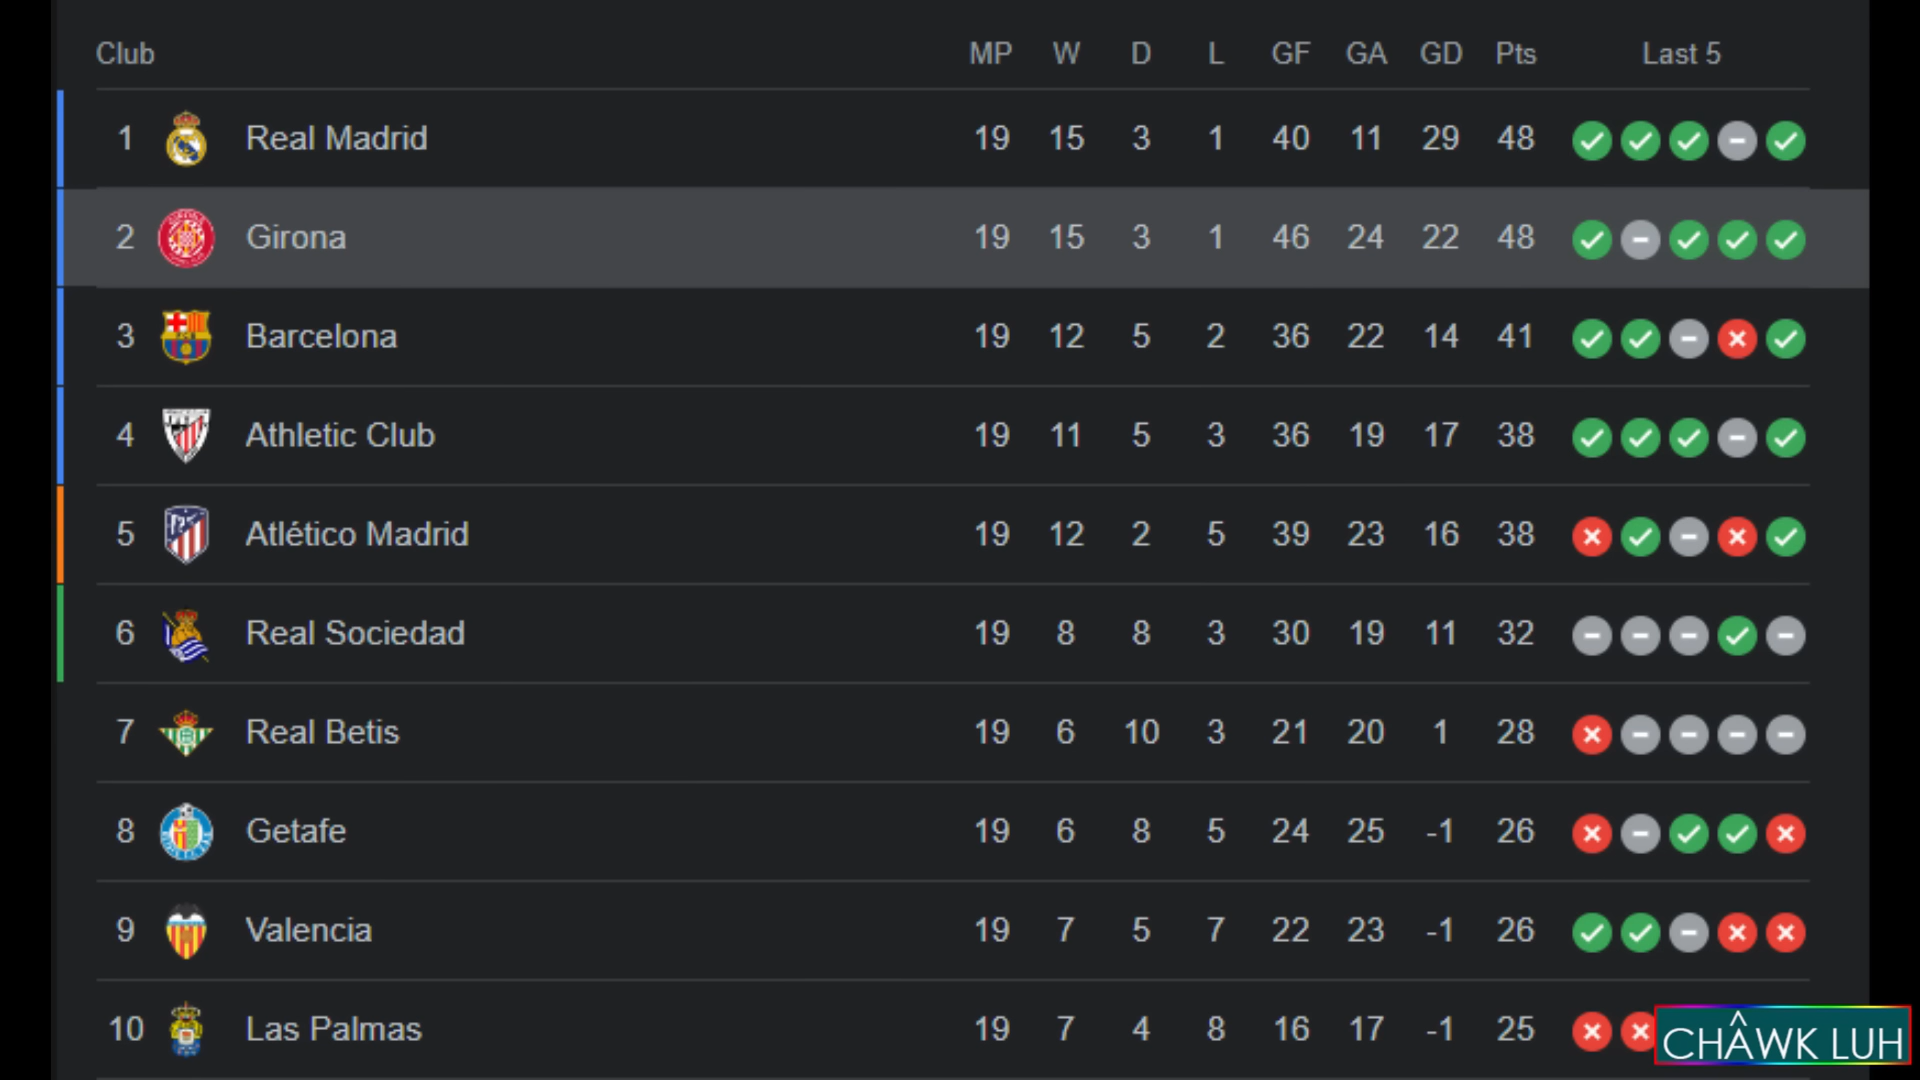 Club MP W D L GF GA GD Pts Last 5
1 Real Madrid 19 15 3 1 40 11 29 48
2 Girona 19 15 3 1 46 24 22 48
3 Barcelona 19 12 5 2 36 22 14 41
4 Athletic Club 19 11 5 3 36 19 17 38
5 Atlético Madrid 19 12 2 5 39 23 16 38
6 Real Sociedad 19 8 8 3 30 19 11 32
7 Real Betis 19 6 10 3 21 20 1 28
8 Getafe 19 6 8 5 24 25 -1 26
9 Valencia 19 7 5 7 22 23 -1 26
10 Las Palmas 19 7 4 8 16 17 -1 25
CHÂWK LUH